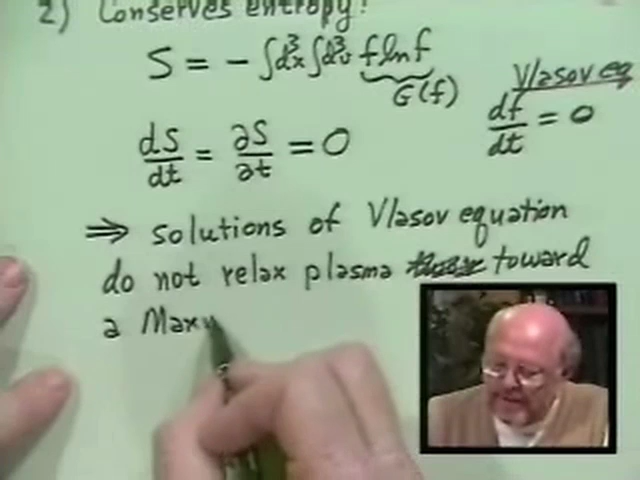 2) Conserves entropy!
S = - ∫d³x ∫d³v f ln f
G(f)
Vlasov eq
df/dt = 0
dS/dt = ∂S/∂t = 0
⇒ solutions of Vlasov equation
do not relax plasma toward
a Maxw